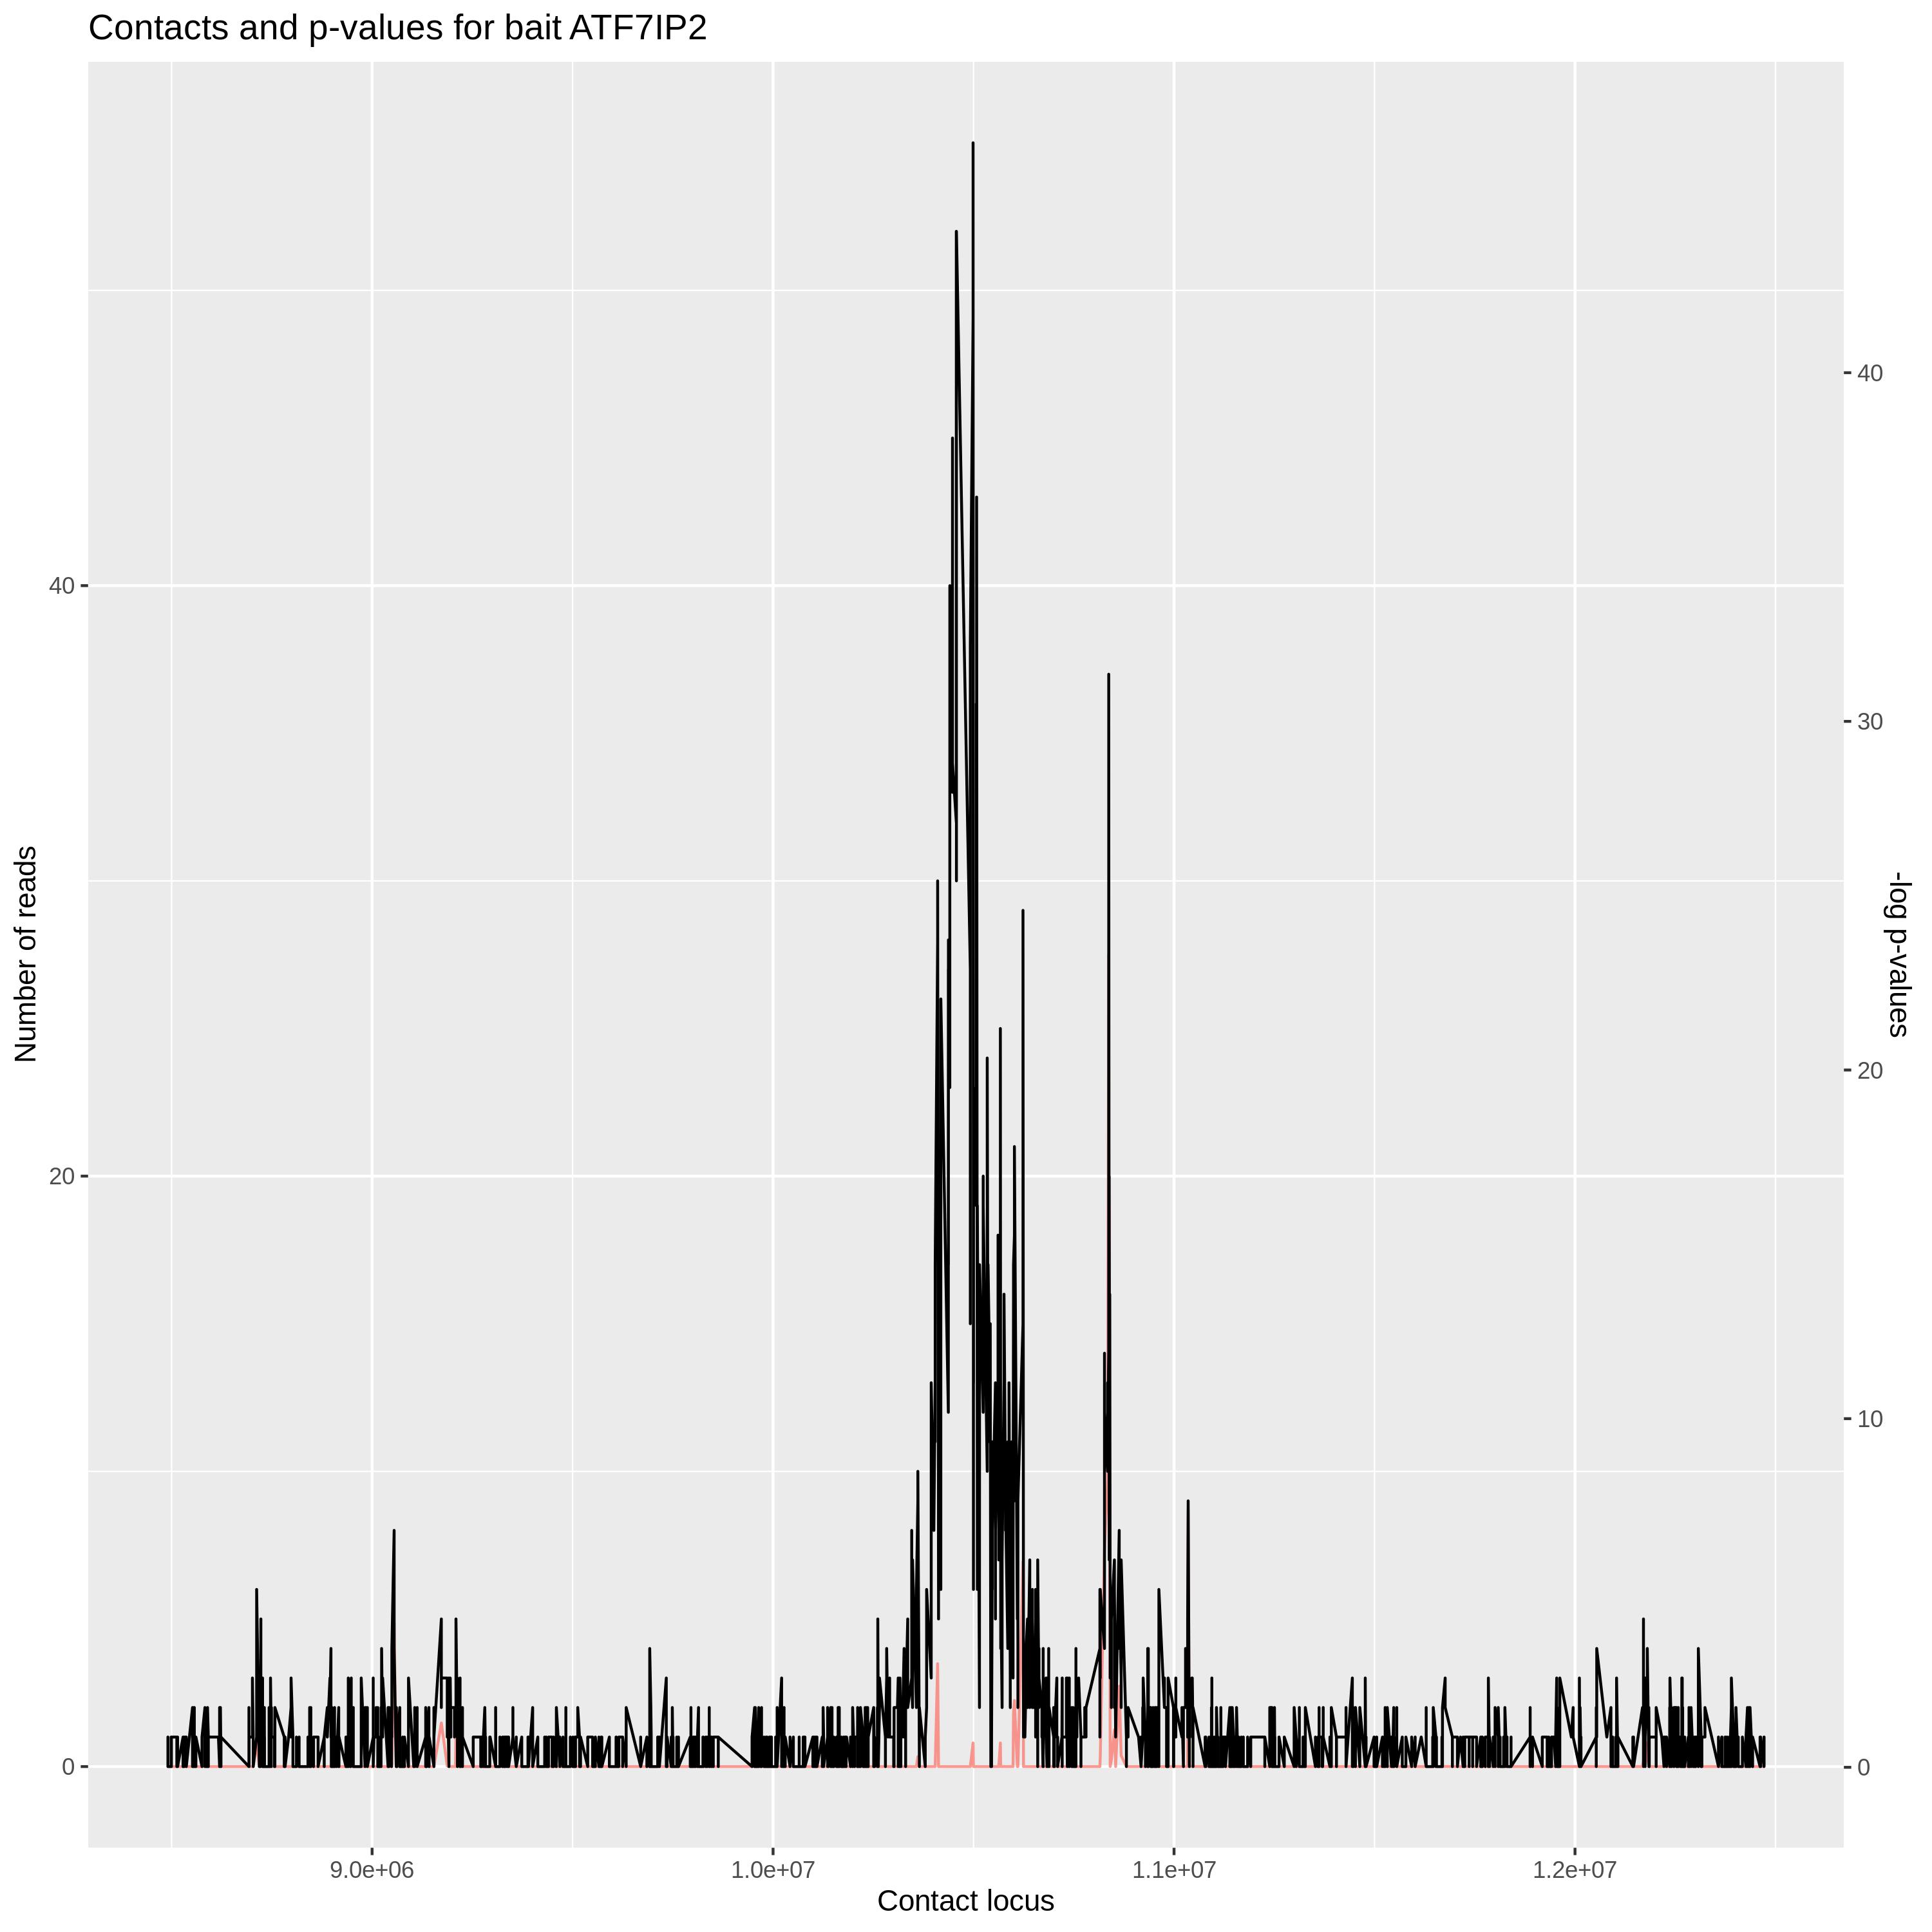 Contacts and p-values for bait ATF7IP2
Number of reads
40
20
0
40
30
20
10
0
-log p-values
9.0e+06
1.0e+07
1.1e+07
1.2e+07
Contact locus